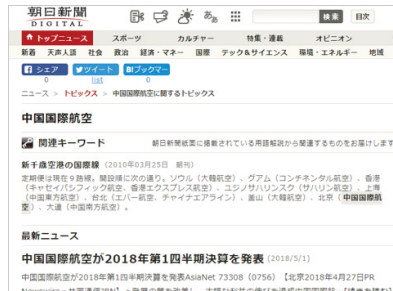 朝日新聞
DIGITAL
検索 目次
トップニュース スポーツ カルチャー 特集・連載 オピニオン
新着 天声人語 社会 政治 経済・マネー 国際 テック&サイエンス 環境・エネルギー 地域
シェア ツイート B!ブックマー
0 list 0
ニュース > トピックス > 中国国際航空に関するトピックス
中国国際航空
関連キーワード 朝日新聞紙面に掲載されている用語解説から関連するものをお届けします
新千歳空港の国際線 (2010年03月25日 朝刊)
定期便は現在9路線。開設順に次の通り。ソウル(大韓航空)、グアム(コンチネンタル航空)、香港
(キャセイパシフィック航空、香港エクスプレス航空)、ユジノサハリンスク(サハリン航空)、上海
(中国東方航空)、台北(エバー航空、チャイナエアライン)、釜山(大韓航空)、北京(中国国際航
空)、大連(中国南方航空)。
最新ニュース
中国国際航空が2018年第1四半期決算を発表 (2018/5/1)
中国国際航空が2018年第1四半期決算を発表AsiaNet 73308 (0756) 【北京2018年4月27日PR